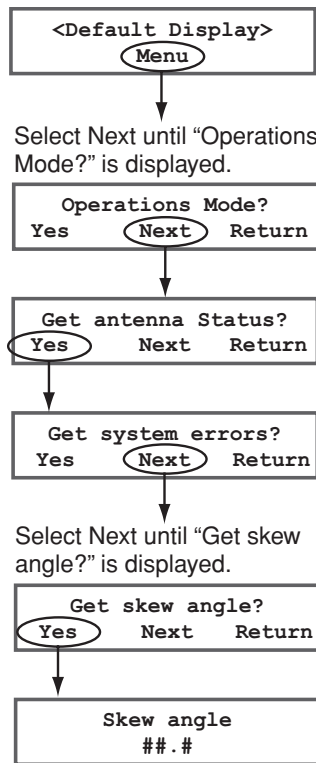 <Default Display>
Menu
Select Next until “Operations
Mode?” is displayed.
Operations Mode?
Yes Next Return
Get antenna Status?
Yes Next Return
Get system errors?
Yes Next Return
Select Next until “Get skew
angle?” is displayed.
Get skew angle?
Yes Next Return
Skew angle
##.#